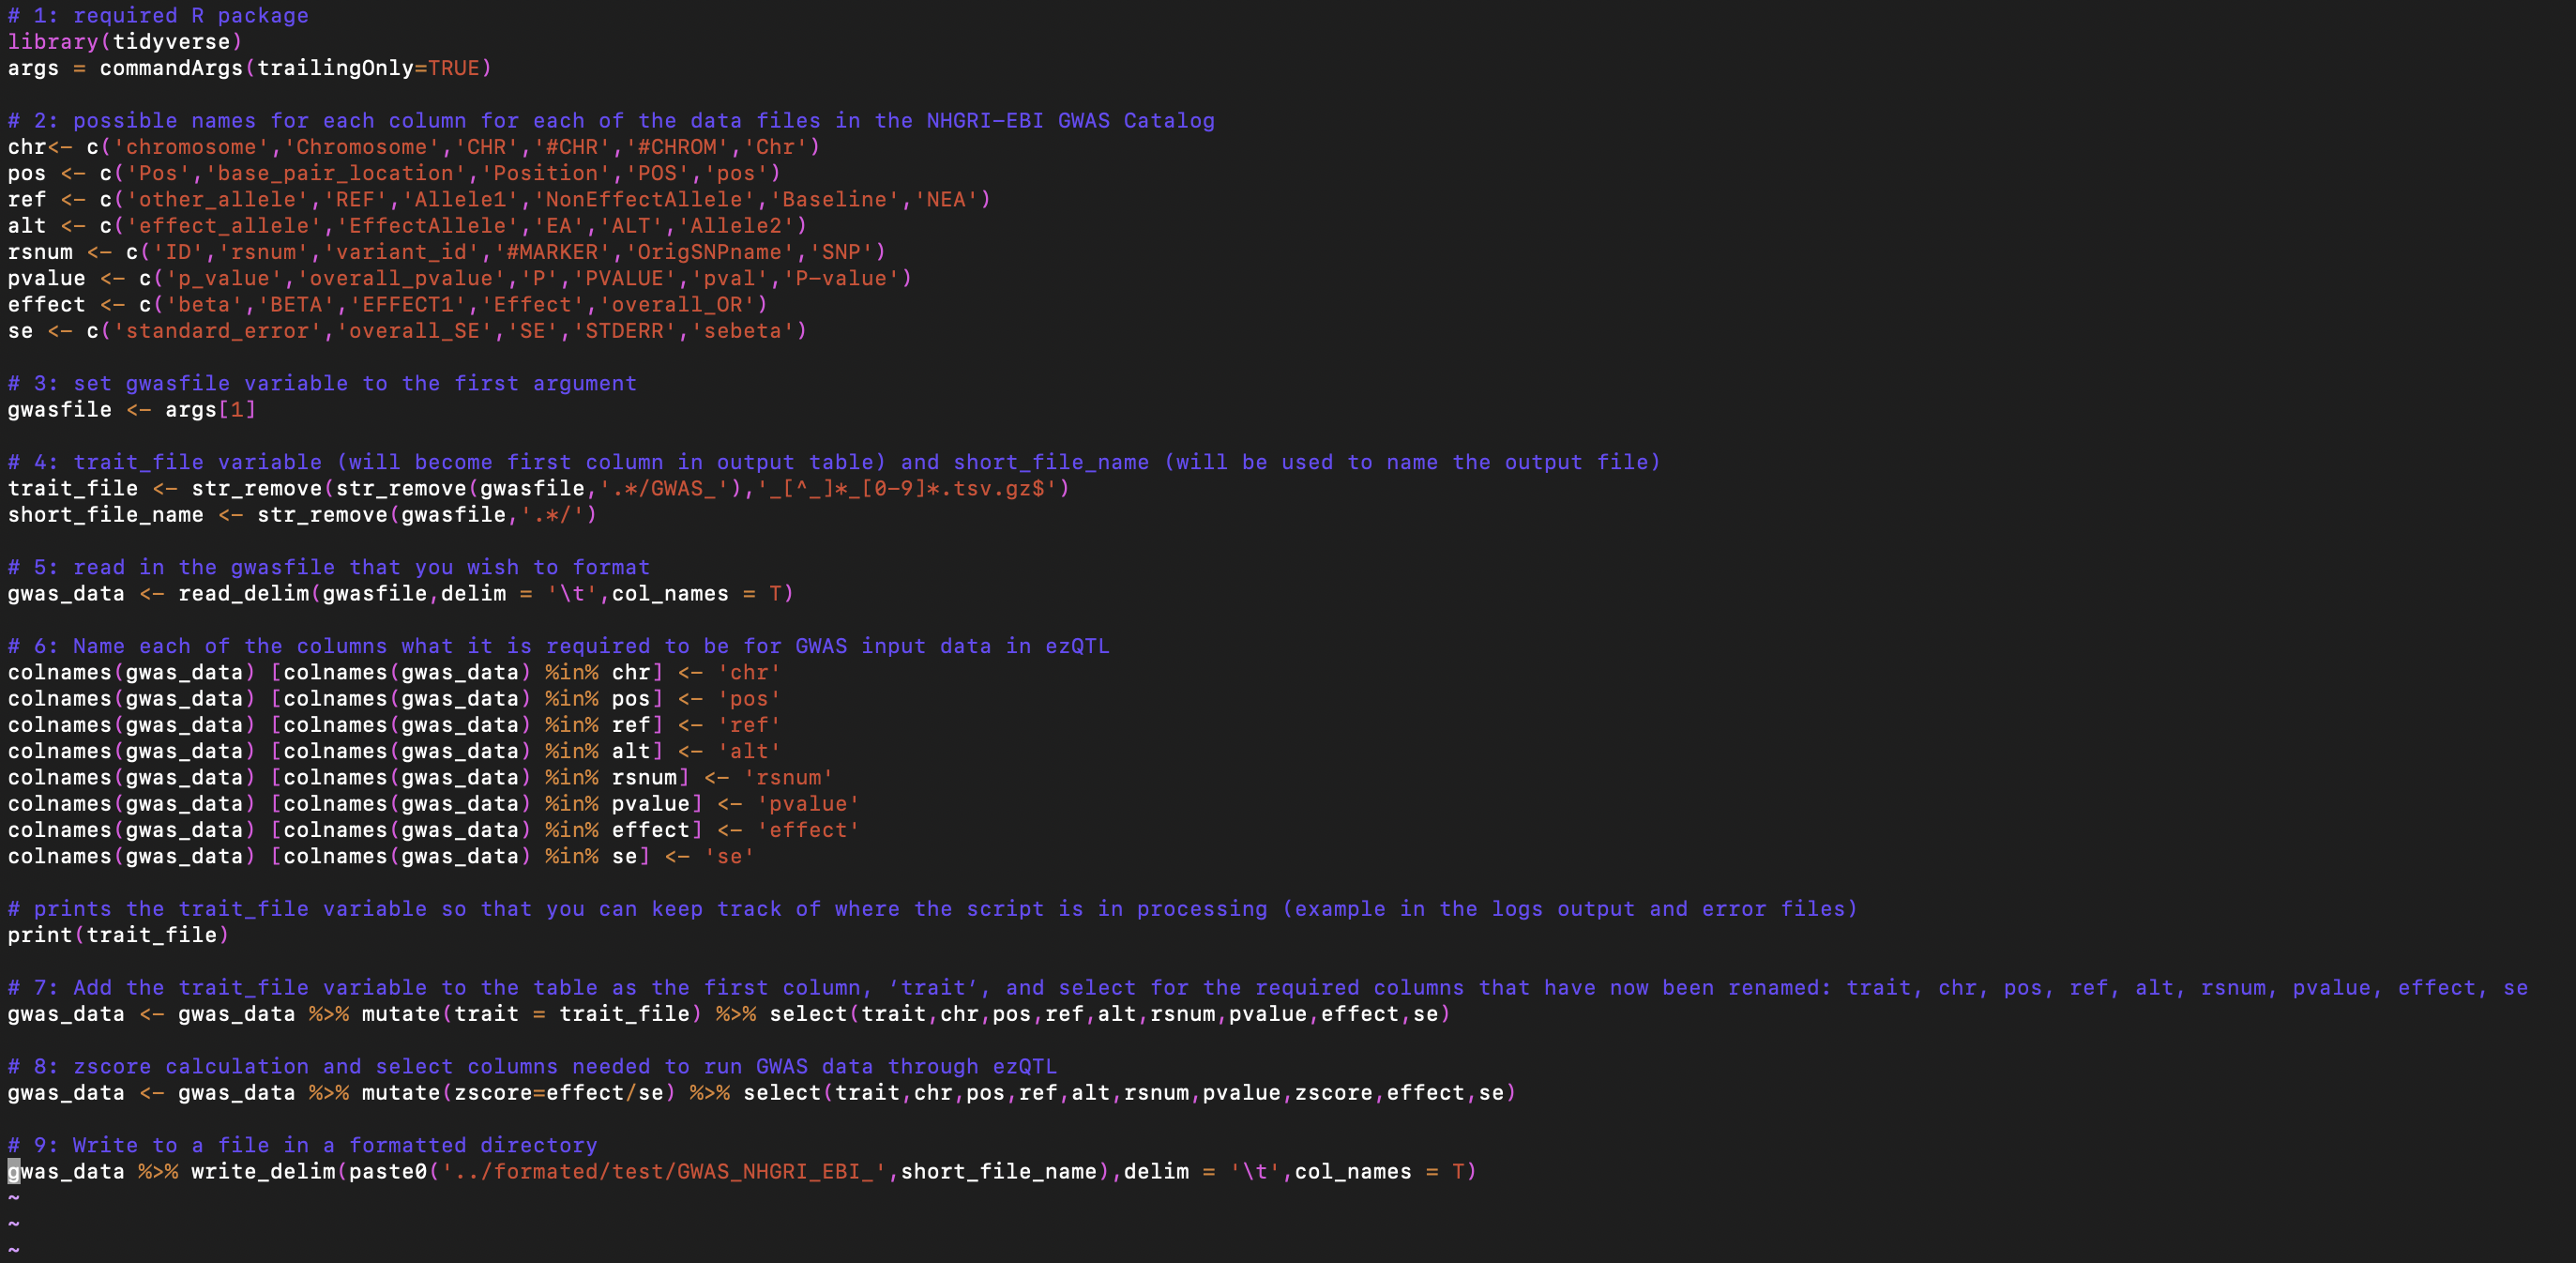 # 1: required R package
library(tidyverse)
args = commandArgs(trailingOnly=TRUE)
# 2: possible names for each column for each of the data files in the NHGRI-EBI GWAS Catalog
chr<- c('chromosome','Chromosome','CHR','#CHR','#CHROM','Chr')
pos <- c('Pos','base_pair_location','Position','POS','pos')
ref <- c('other_allele','REF','Allele1','NonEffectAllele','Baseline','NEA')
alt <- c('effect_allele','EffectAllele','EA','ALT','Allele2')
rsnum <- c('ID','rsnum','variant_id','#MARKER','OrigSNPname','SNP')
pvalue <- c('p_value','overall_pvalue','P','PVALUE','pval','P-value')
effect <- c('beta','BETA','EFFECT1','Effect','overall_OR')
se <- c('standard_error','overall_SE','SE','STDERR','sebeta')
# 3: set gwasfile variable to the first argument
gwasfile <- args[1]
# 4: trait_file variable (will become first column in output table) and short_file_name (will be used to name the output file)
trait_file <- str_remove(str_remove(gwasfile,'.*/GWAS_'),'_[^_]*_[0-9]*.tsv.gz$')
short_file_name <- str_remove(gwasfile,'.*/')
# 5: read in the gwasfile that you wish to format
gwas_data <- read_delim(gwasfile,delim = '\t',col_names = T)
# 6: Name each of the columns what it is required to be for GWAS input data in ezQTL
colnames(gwas_data) [colnames(gwas_data) %in% chr] <- 'chr'
colnames(gwas_data) [colnames(gwas_data) %in% pos] <- 'pos'
colnames(gwas_data) [colnames(gwas_data) %in% ref] <- 'ref'
colnames(gwas_data) [colnames(gwas_data) %in% alt] <- 'alt'
colnames(gwas_data) [colnames(gwas_data) %in% rsnum] <- 'rsnum'
colnames(gwas_data) [colnames(gwas_data) %in% pvalue] <- 'pvalue'
colnames(gwas_data) [colnames(gwas_data) %in% effect] <- 'effect'
colnames(gwas_data) [colnames(gwas_data) %in% se] <- 'se'
# prints the trait_file variable so that you can keep track of where the script is in processing (example in the logs output and error files)
print(trait_file)
# 7: Add the trait_file variable to the table as the first column, ‘trait’, and select for the required columns that have now been renamed: trait, chr, pos, ref, alt, rsnum, pvalue, effect, se
gwas_data <- gwas_data %>% mutate(trait = trait_file) %>% select(trait,chr,pos,ref,alt,rsnum,pvalue,effect,se)
# 8: zscore calculation and select columns needed to run GWAS data through ezQTL
gwas_data <- gwas_data %>% mutate(zscore=effect/se) %>% select(trait,chr,pos,ref,alt,rsnum,pvalue,zscore,effect,se)
# 9: Write to a file in a formatted directory
gwas_data %>% write_delim(paste0('../formated/test/GWAS_NHGRI_EBI_',short_file_name),delim = '\t',col_names = T)
~
~
~